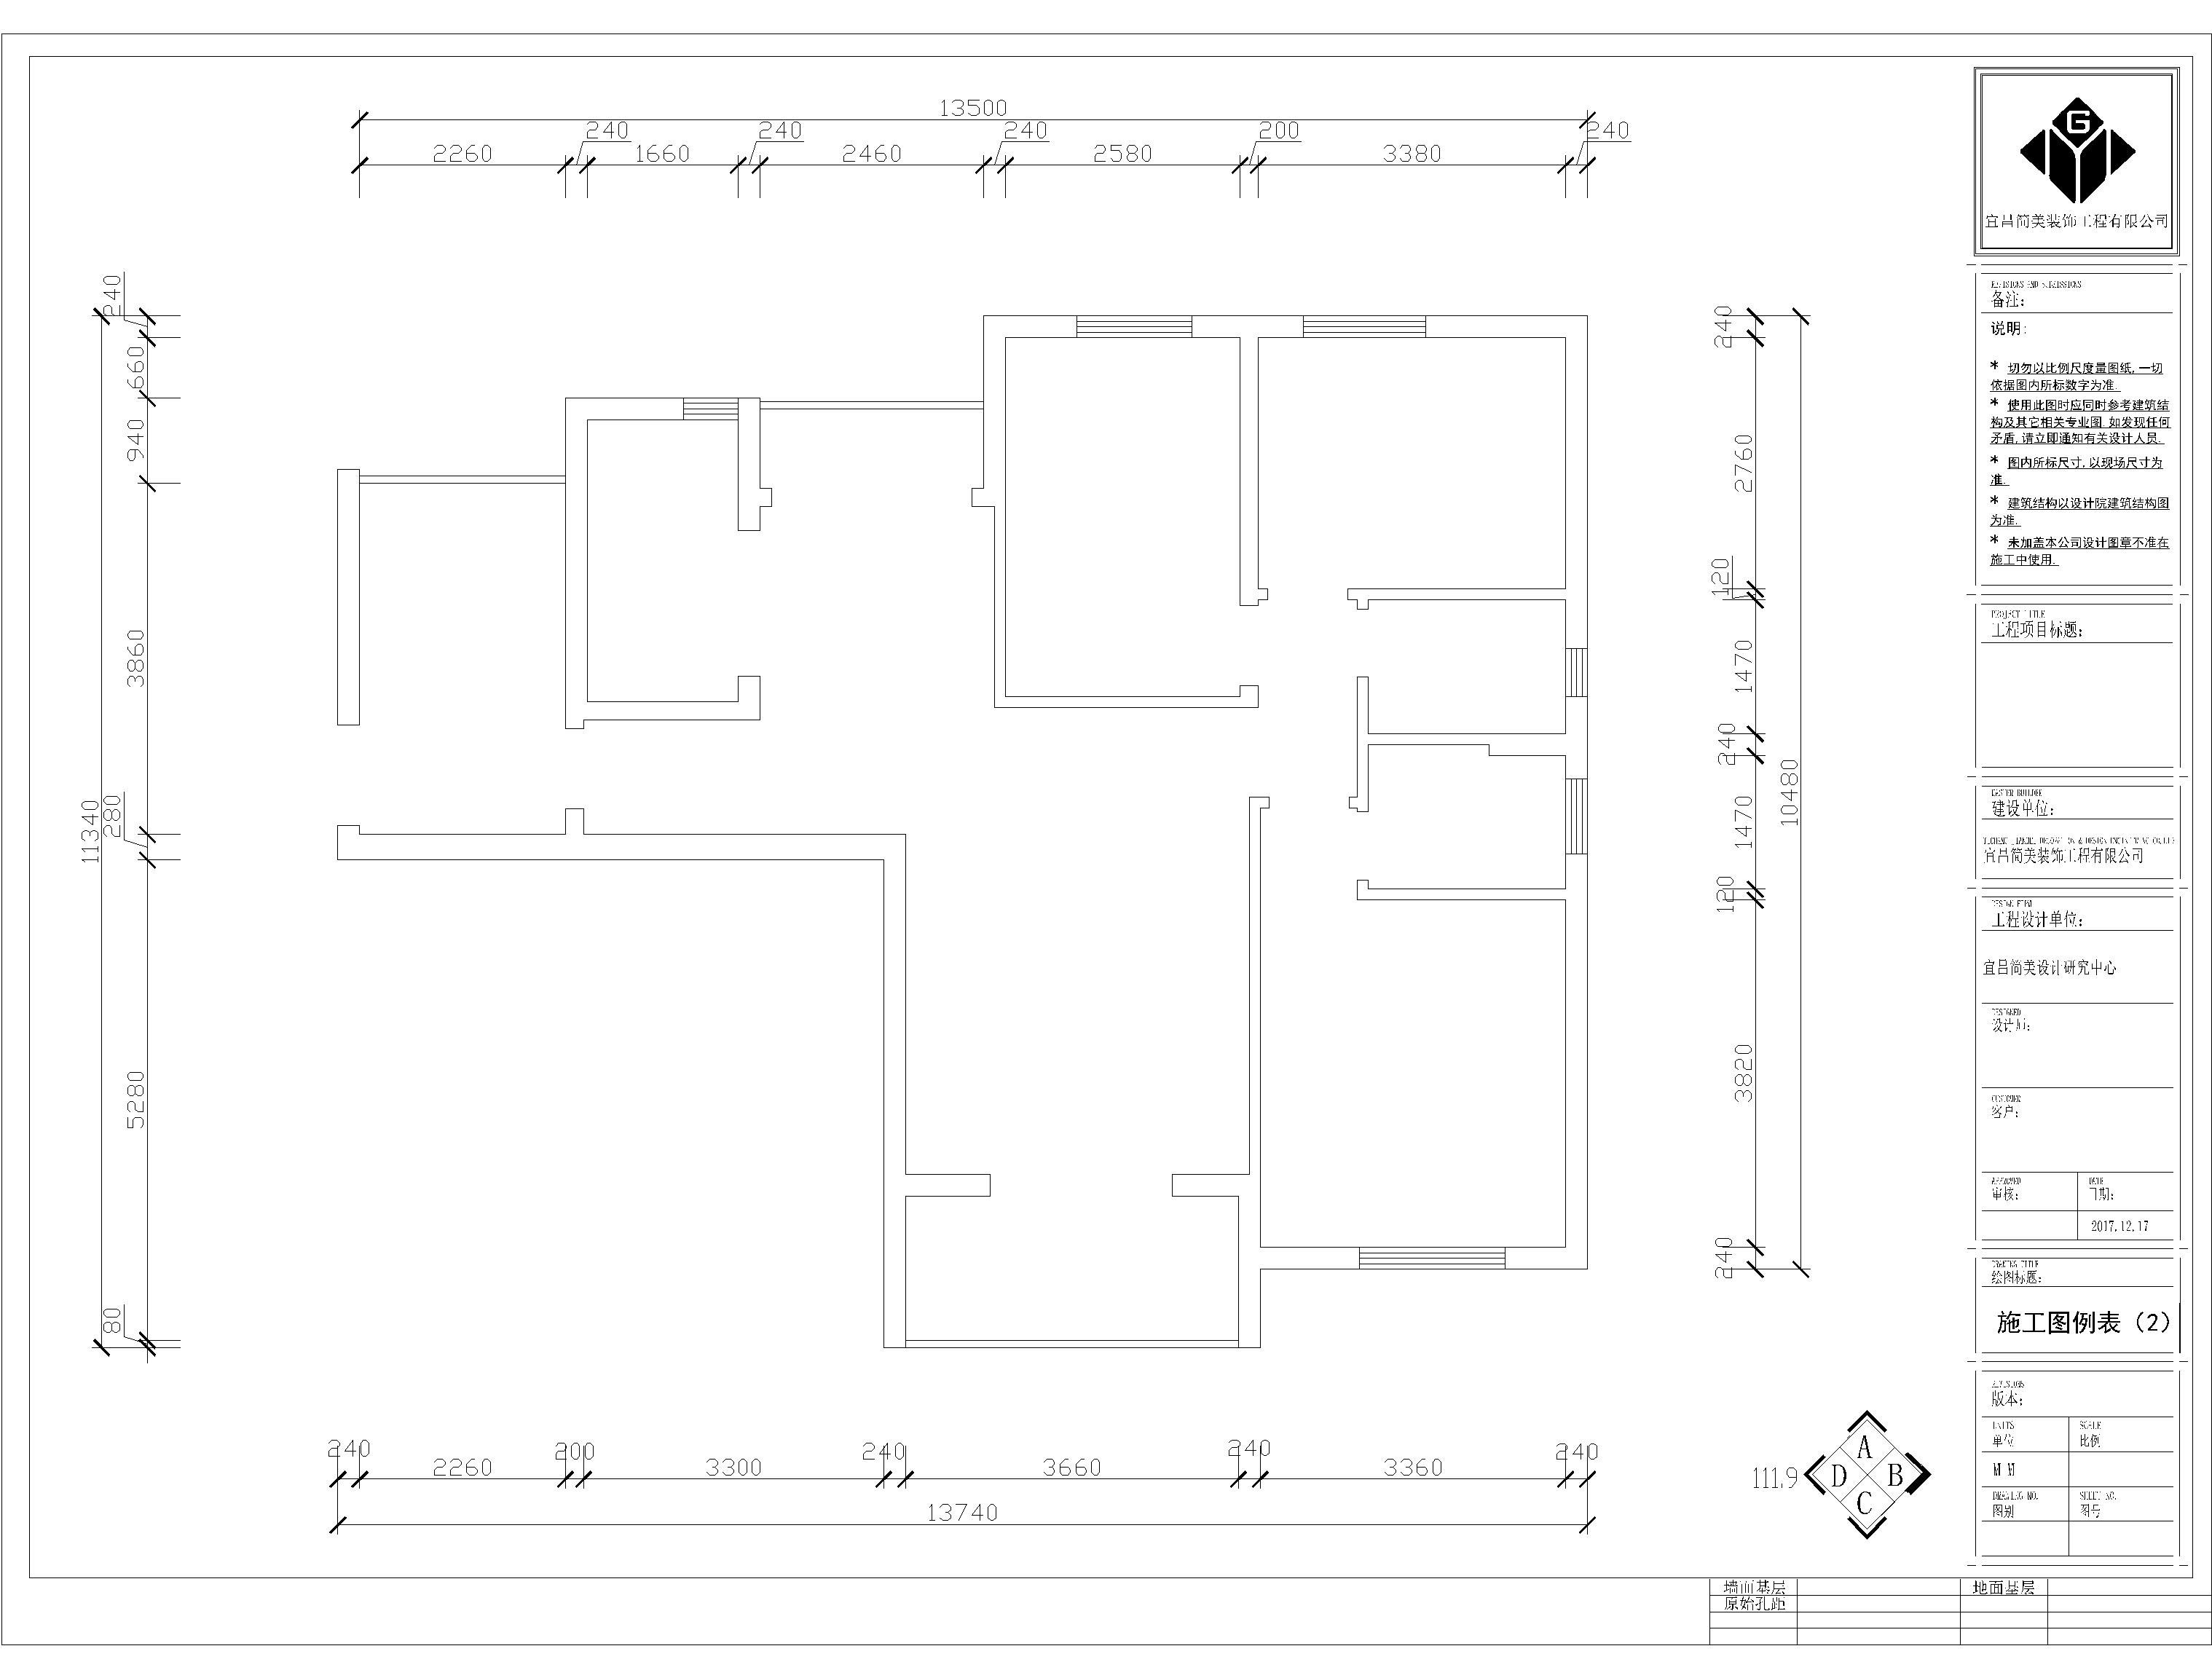 13500
240
240
240
200
240
2260
1660
2460
2580
3380
240
660
940
3860
280
11340
5280
80
240
2760
120
1470
240
1470
120
10480
3820
240
240
200
240
240
240
2260
3300
3660
3360
13740
111.9
A
D
B
C
G
宜昌简美装饰工程有限公司
备注:
说明:
* 切勿以比例尺度量图纸,一切
依据图内所标数字为准.
* 使用此图时应同时参考建筑结
构及其它相关专业图.如发现任何
矛盾,请立即通知有关设计人员.
* 图内所标尺寸,以现场尺寸为
准.
* 建筑结构以设计院建筑结构图
为准.
* 未加盖本公司设计图章不准在
施工中使用.
PROJECT TITLE
工程项目标题:
建设单位:
宜昌简美装饰工程有限公司
工程设计单位:
宜昌简美设计研究中心
DESIGNED
设计师:
CUSTOMER
客户:
APPROVED
审核:
DATE
日期:
2017.12.17
DRAWING TITLE
绘图标题:
施工图例表（2）
版本:
UNITS
单位
SCALE
比例
M M
DRAWING NO.
图别
SHEET NO.
图号
墙面基层
地面基层
原始孔距